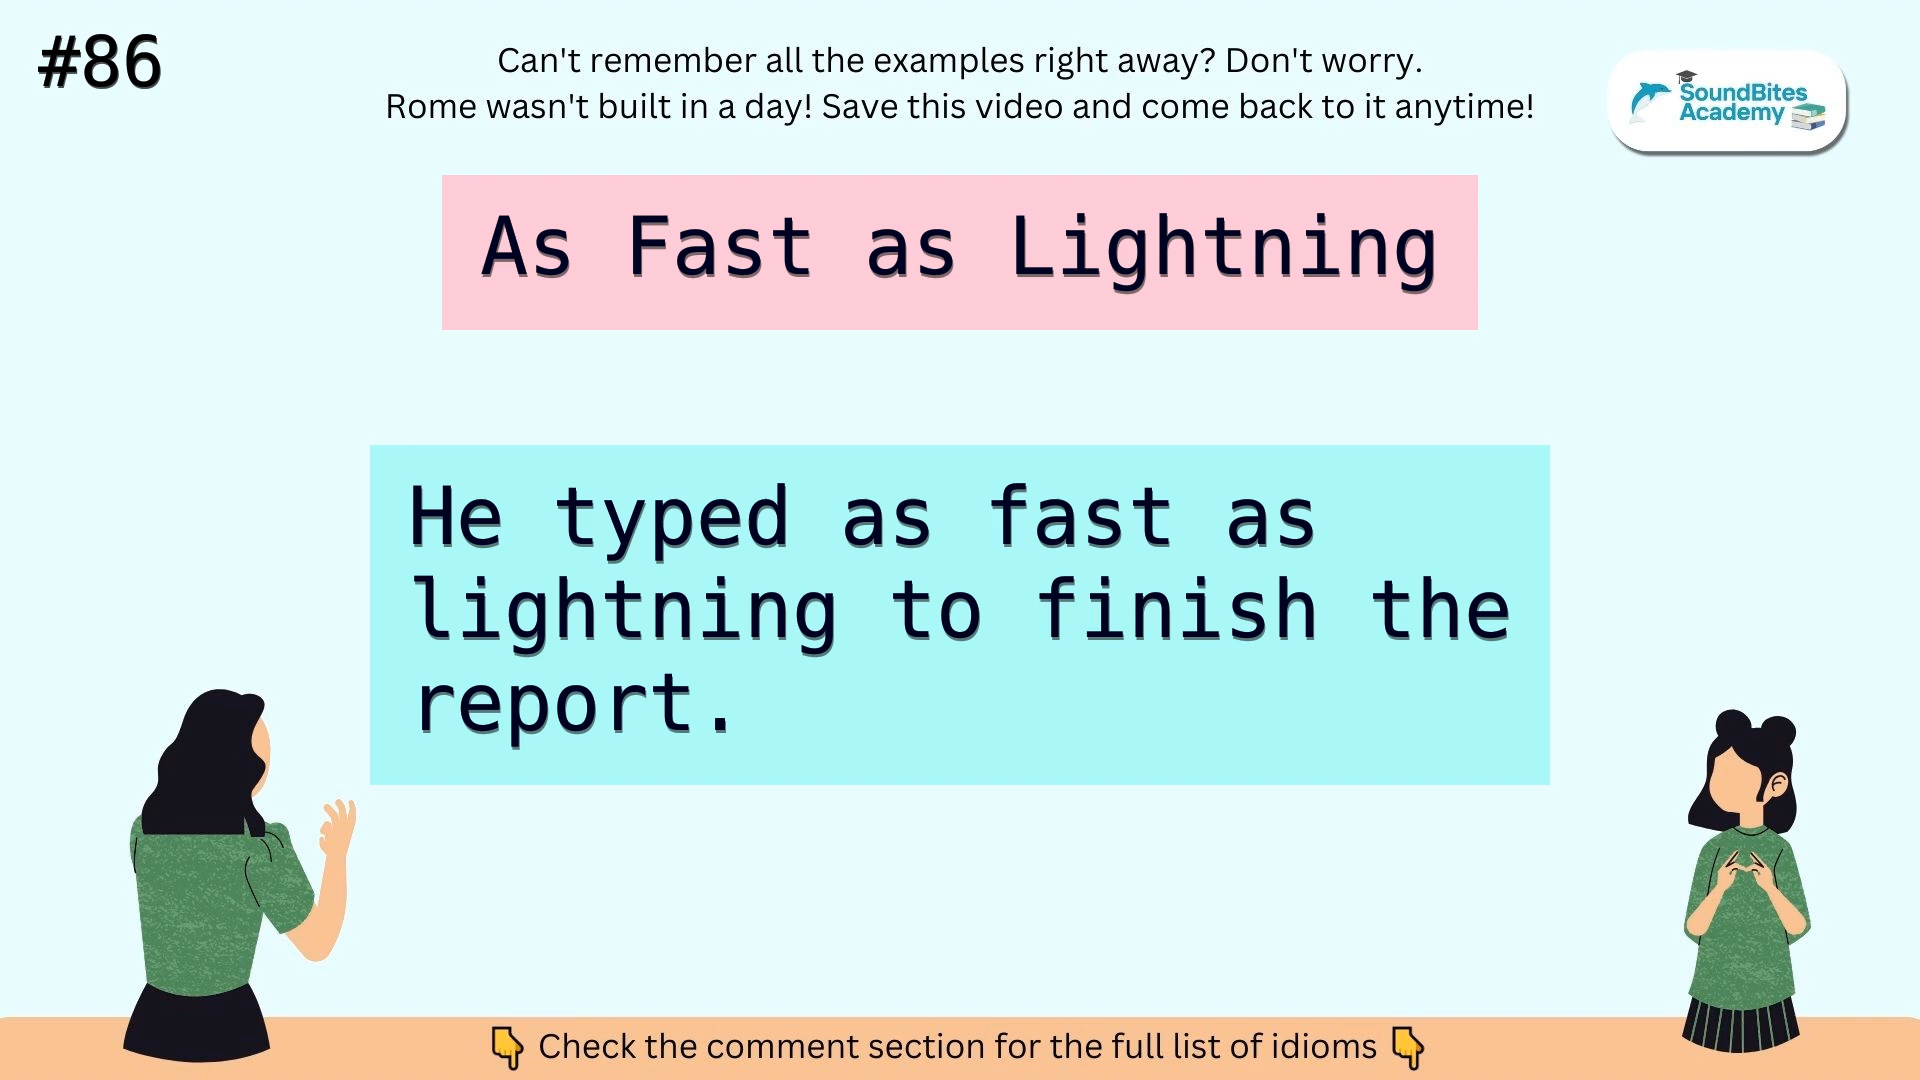 #86
Can't remember all the examples right away? Don't worry.
Rome wasn't built in a day! Save this video and come back to it anytime!
SoundBites
Academy
As Fast as Lightning
He typed as fast as
lightning to finish the
report.
👇 Check the comment section for the full list of idioms 👇